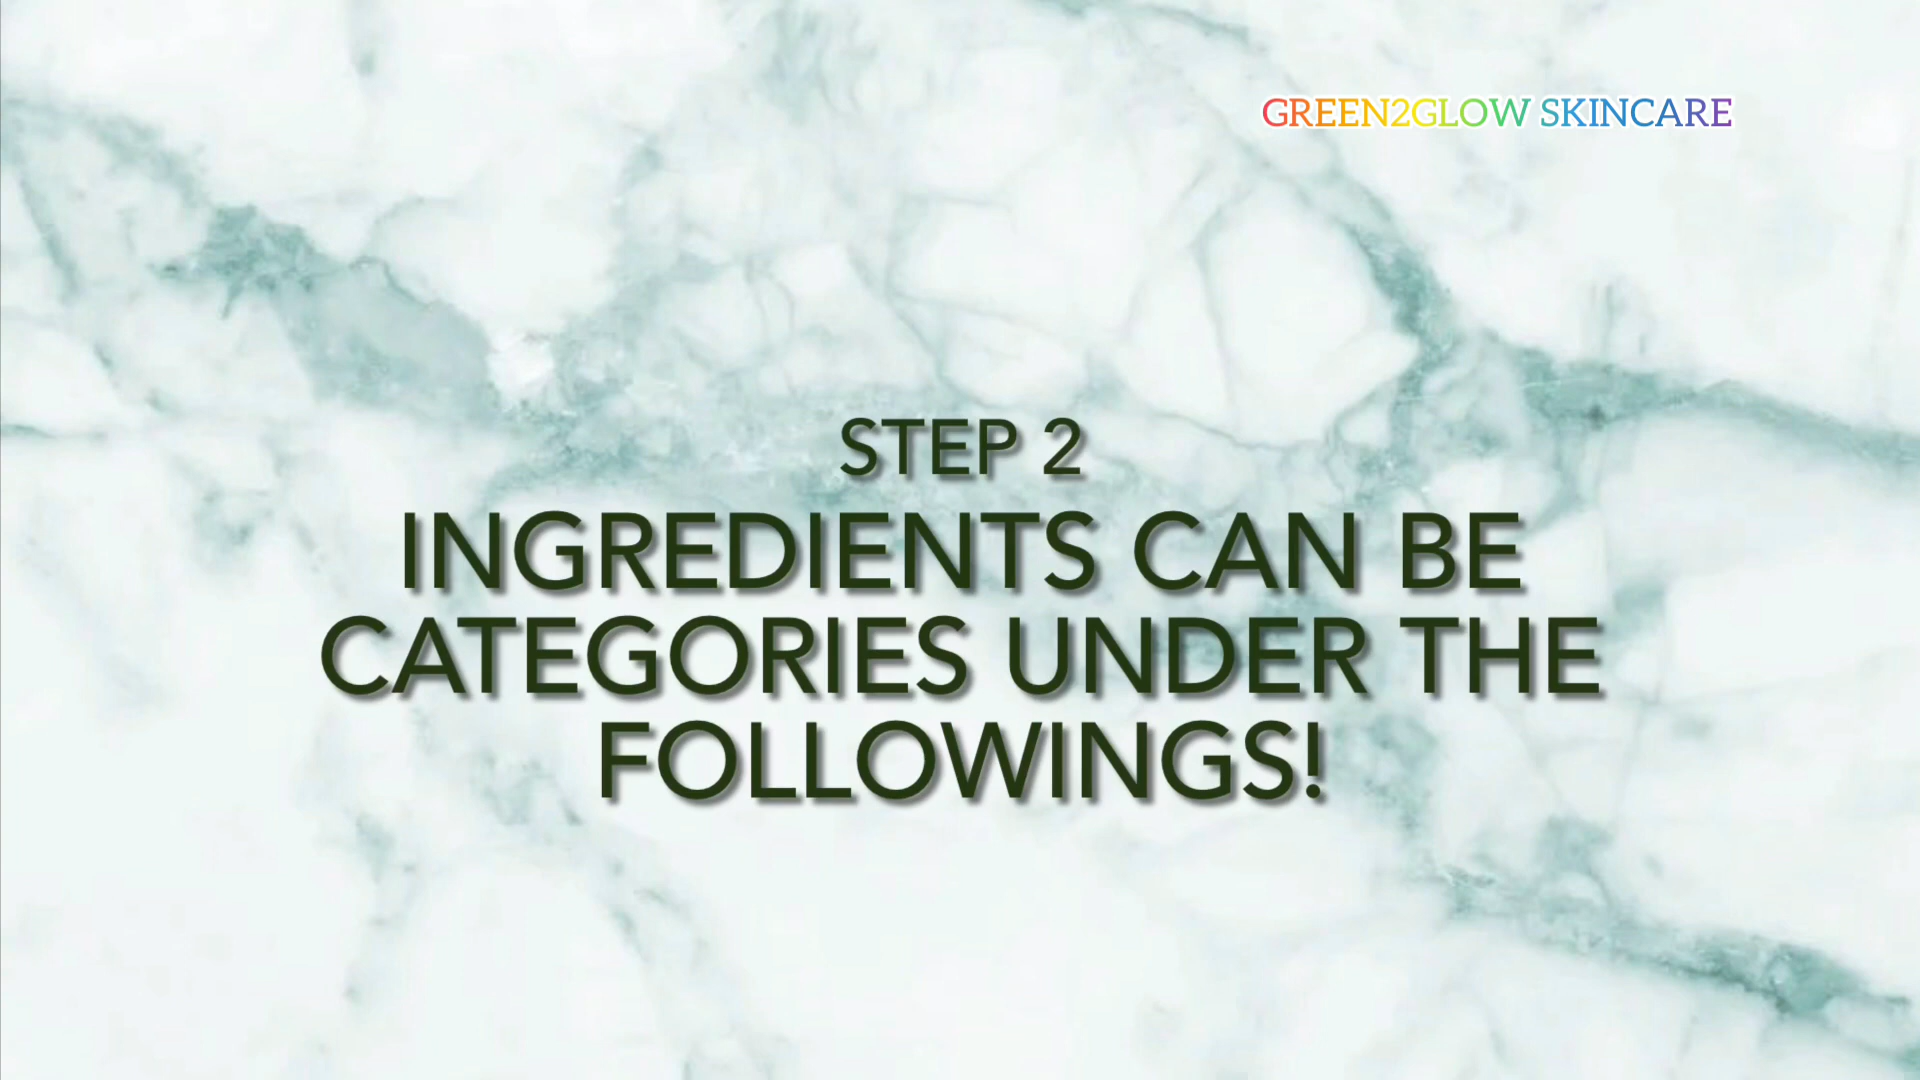 GREEN2GLOW SKINCARE
STEP 2
INGREDIENTS CAN BE
CATEGORIES UNDER THE
FOLLOWINGS!